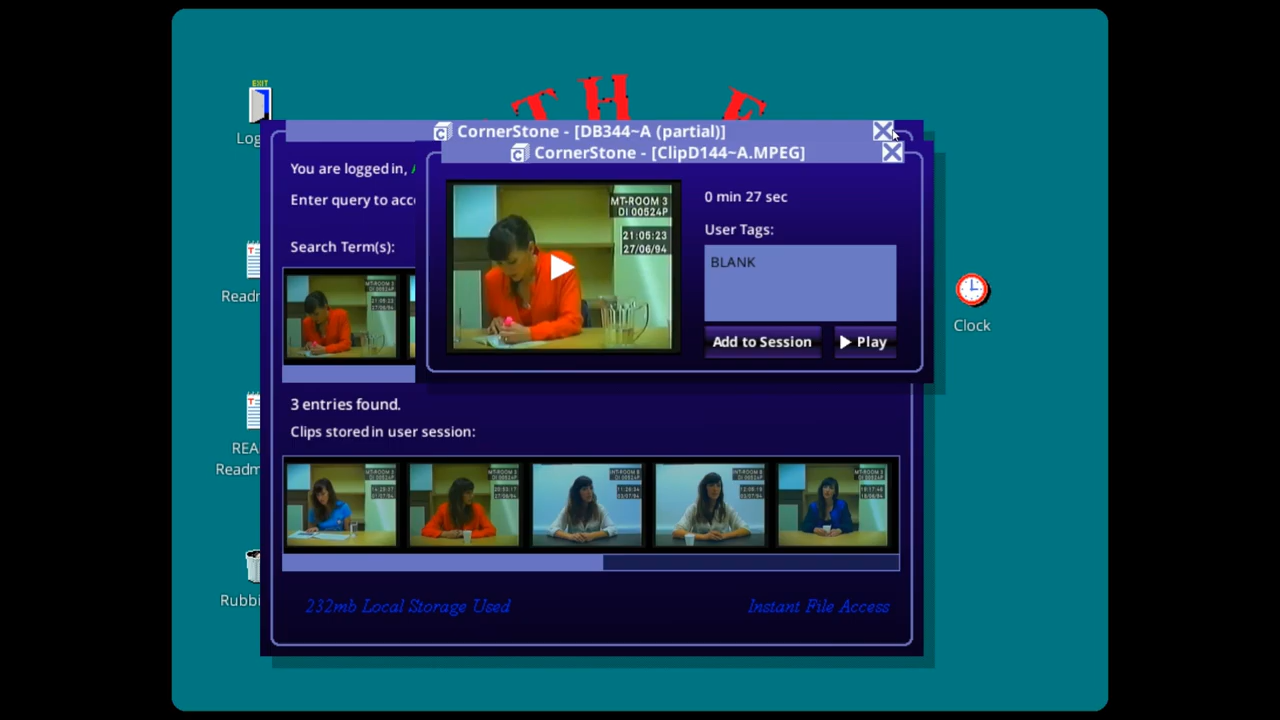 EXIT
T H E
Log
CornerStone - [DB344~A (partial)]
CornerStone - [ClipD144~A.MPEG]
You are logged in,
Enter query to acc
Search Term(s):
MT-ROOM 3
DI 00524P
21:05:23
27/06/94
0 min 27 sec
User Tags:
BLANK
Add to Session
Play
Readm
Clock
3 entries found.
Clips stored in user session:
REA
Readm
Rubbi
232mb Local Storage Used
Instant File Access